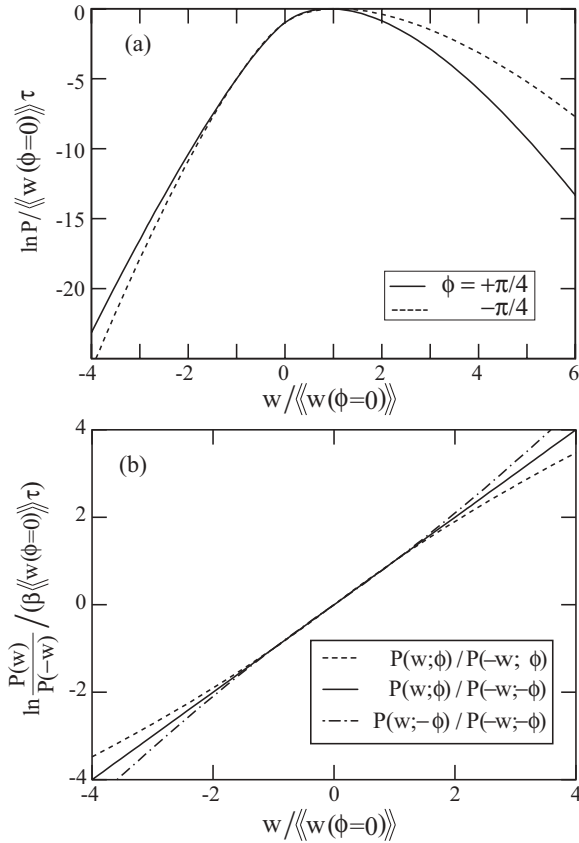 (a)
ln P/⟪w(ϕ=0)⟫τ
0
-5
-10
-15
-20
ϕ = +π/4
−π/4
-4 -2 0 2 4 6
w/⟪w(ϕ=0)⟫
(b)
ln P(w)/P(−w) /(β⟪w(ϕ=0)⟫τ)
4
2
0
-2
-4
P(w;ϕ)/P(−w; ϕ)
P(w;ϕ)/P(−w;−ϕ)
P(w;−ϕ)/P(−w;−ϕ)
-4 -2 0 2 4
w/⟪w(ϕ=0)⟫